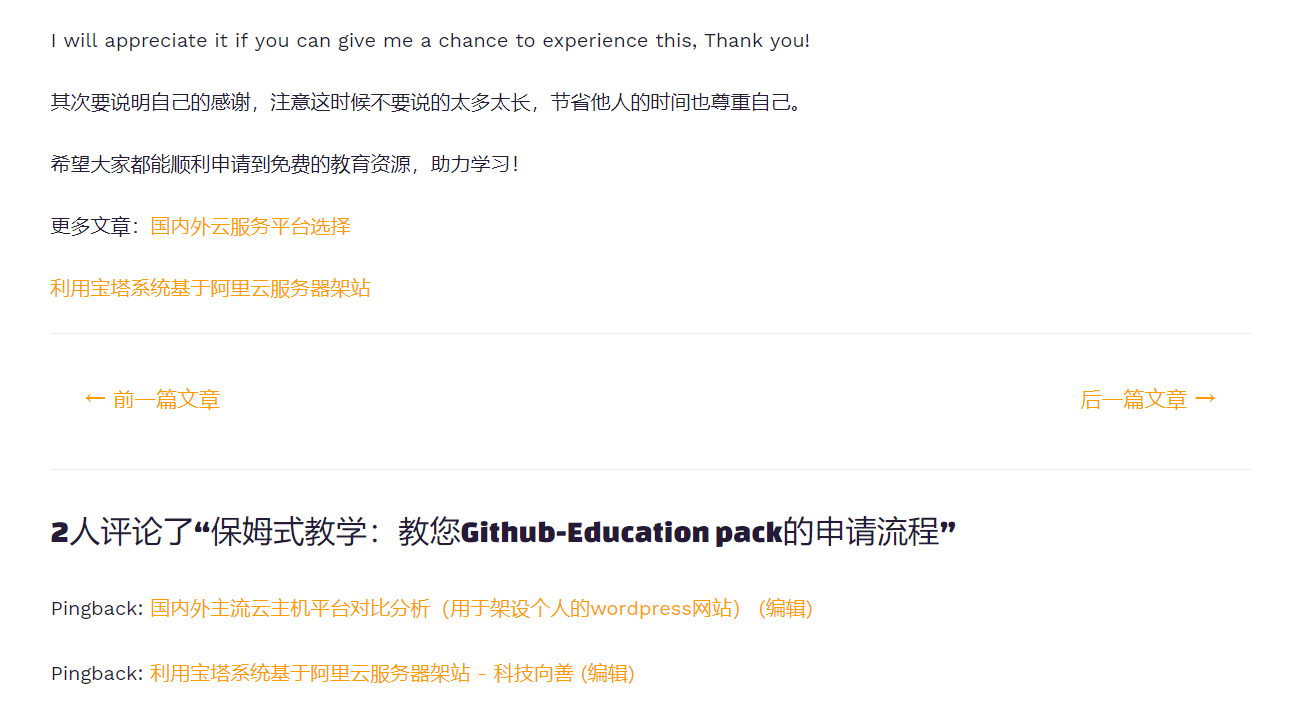 I will appreciate it if you can give me a chance to experience this, Thank you!
其次要说明自己的感谢，注意这时候不要说的太多太长，节省他人的时间也尊重自己。
希望大家都能顺利申请到免费的教育资源，助力学习！
更多文章：国内外云服务平台选择
利用宝塔系统基于阿里云服务器架站
← 前一篇文章
后一篇文章 →
2人评论了“保姆式教学：教您Github-Education pack的申请流程”
Pingback: 国内外主流云主机平台对比分析（用于架设个人的wordpress网站） (编辑)
Pingback: 利用宝塔系统基于阿里云服务器架站 - 科技向善 (编辑)